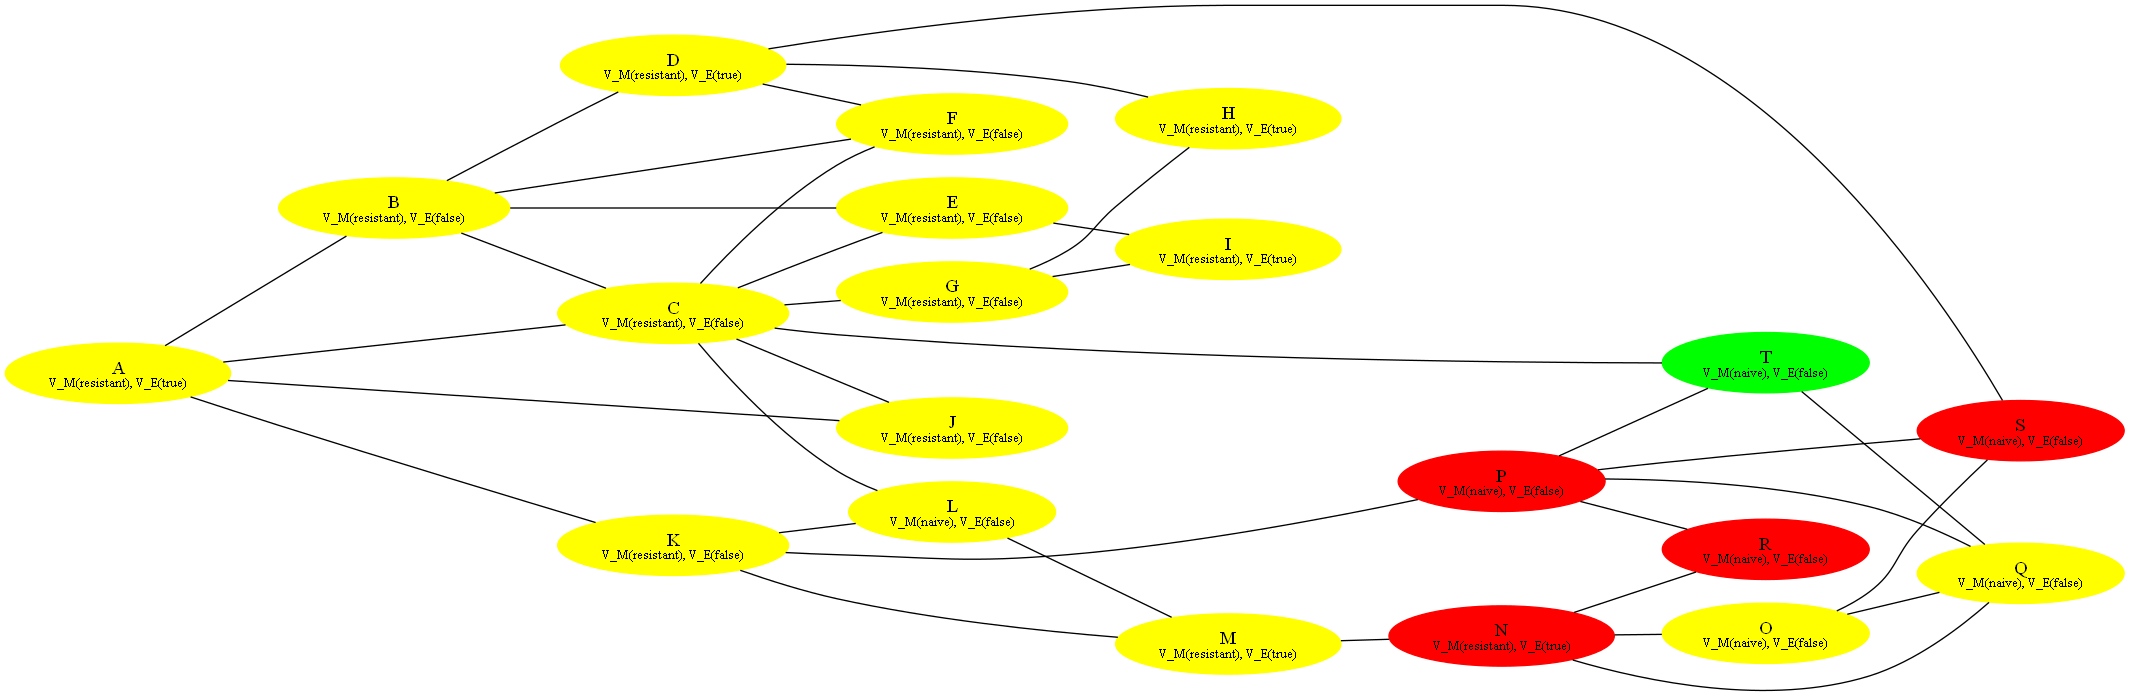 A
V_M(resistant), V_E(true)
B
V_M(resistant), V_E(false)
D
V_M(resistant), V_E(true)
C
V_M(resistant), V_E(false)
K
V_M(resistant), V_E(false)
F
V_M(resistant), V_E(false)
E
V_M(resistant), V_E(false)
G
V_M(resistant), V_E(false)
J
V_M(resistant), V_E(false)
L
V_M(naive), V_E(false)
H
V_M(resistant), V_E(true)
I
V_M(resistant), V_E(true)
M
V_M(resistant), V_E(true)
P
V_M(naive), V_E(false)
N
V_M(resistant), V_E(true)
T
V_M(naive), V_E(false)
R
V_M(naive), V_E(false)
O
V_M(naive), V_E(false)
S
V_M(naive), V_E(false)
Q
V_M(naive), V_E(false)